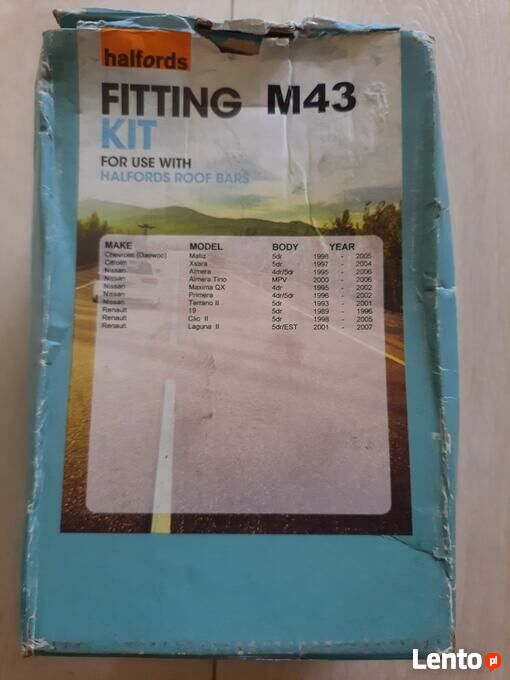 halfords
FITTING M43
KIT
FOR USE WITH
HALFORDS ROOF BARS
MAKE MODEL BODY YEAR
Chevrolet (Daewoo) Matiz 5dr 1998 - 2005
Citroën Xsara 5dr 1997 - 2004
Nissan Almera 4dr/5dr 1995 - 2006
Nissan Almera Tino MPV 2000 - 2006
Nissan Maxima QX 4dr 1995 - 2002
Nissan Primera 4dr/5dr 1996 - 2002
Nissan Terrano II 5dr 1993 - 2001
Renault 19 5dr 1989 - 1996
Renault Clio II 5dr 1998 - 2005
Renault Laguna II 5dr/EST 2001 - 2007
Lento pl